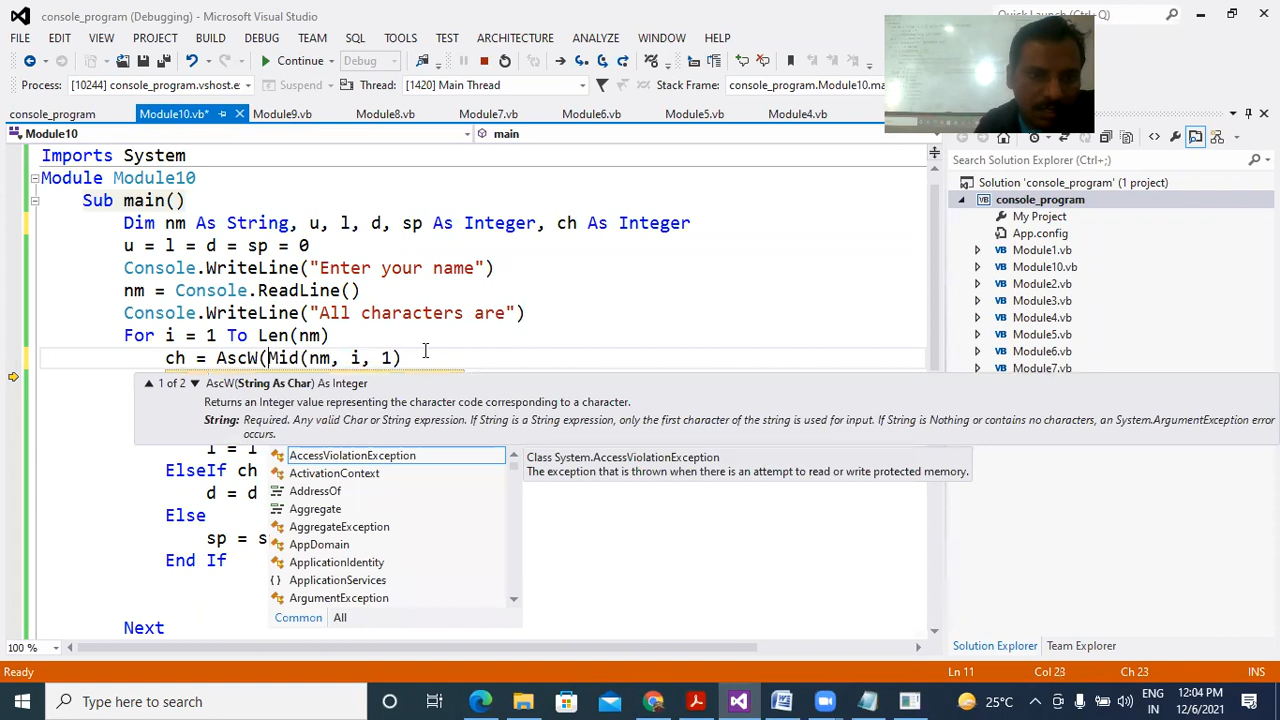 console_program (Debugging) - Microsoft Visual Studio
Quick Launch (Ctrl+Q)
FILE EDIT VIEW PROJECT DEBUG TEAM SQL TOOLS TEST ARCHITECTURE ANALYZE WINDOW HELP
Continue Debug
Process: [10244] console_program.vshost.e Suspend Thread: [1420] Main Thread Stack Frame: console_program.Module10.ma
console_program Module10.vb* Module9.vb Module8.vb Module7.vb Module6.vb Module5.vb Module4.vb
Module10 main
Imports System
Module Module10
Sub main()
Dim nm As String, u, l, d, sp As Integer, ch As Integer
u = l = d = sp = 0
Console.WriteLine("Enter your name")
nm = Console.ReadLine()
Console.WriteLine("All characters are")
For i = 1 To Len(nm)
ch = AscW(Mid(nm, i, 1)
1 of 2 AscW(String As Char) As Integer
Returns an Integer value representing the character code corresponding to a character.
String: Required. Any valid Char or String expression. If String is a String expression, only the first character of the string is used for input. If String is Nothing or contains no characters, an System.ArgumentException error
occurs.
ElseIf ch
d = d
Else
sp = s
End If
Next
AccessViolationException
ActivationContext
AddressOf
Aggregate
AggregateException
AppDomain
ApplicationIdentity
ApplicationServices
ArgumentException
Common All
Class System.AccessViolationException
The exception that is thrown when there is an attempt to read or write protected memory.
Search Solution Explorer (Ctrl+;)
Solution 'console_program' (1 project)
console_program
My Project
App.config
Module1.vb
Module10.vb
Module2.vb
Module3.vb
Module4.vb
Module5.vb
Module6.vb
Module7.vb
100 %
Solution Explorer Team Explorer
Ready Ln 11 Col 23 Ch 23 INS
Type here to search
25°C
ENG
IN
12:04 PM
12/6/2021